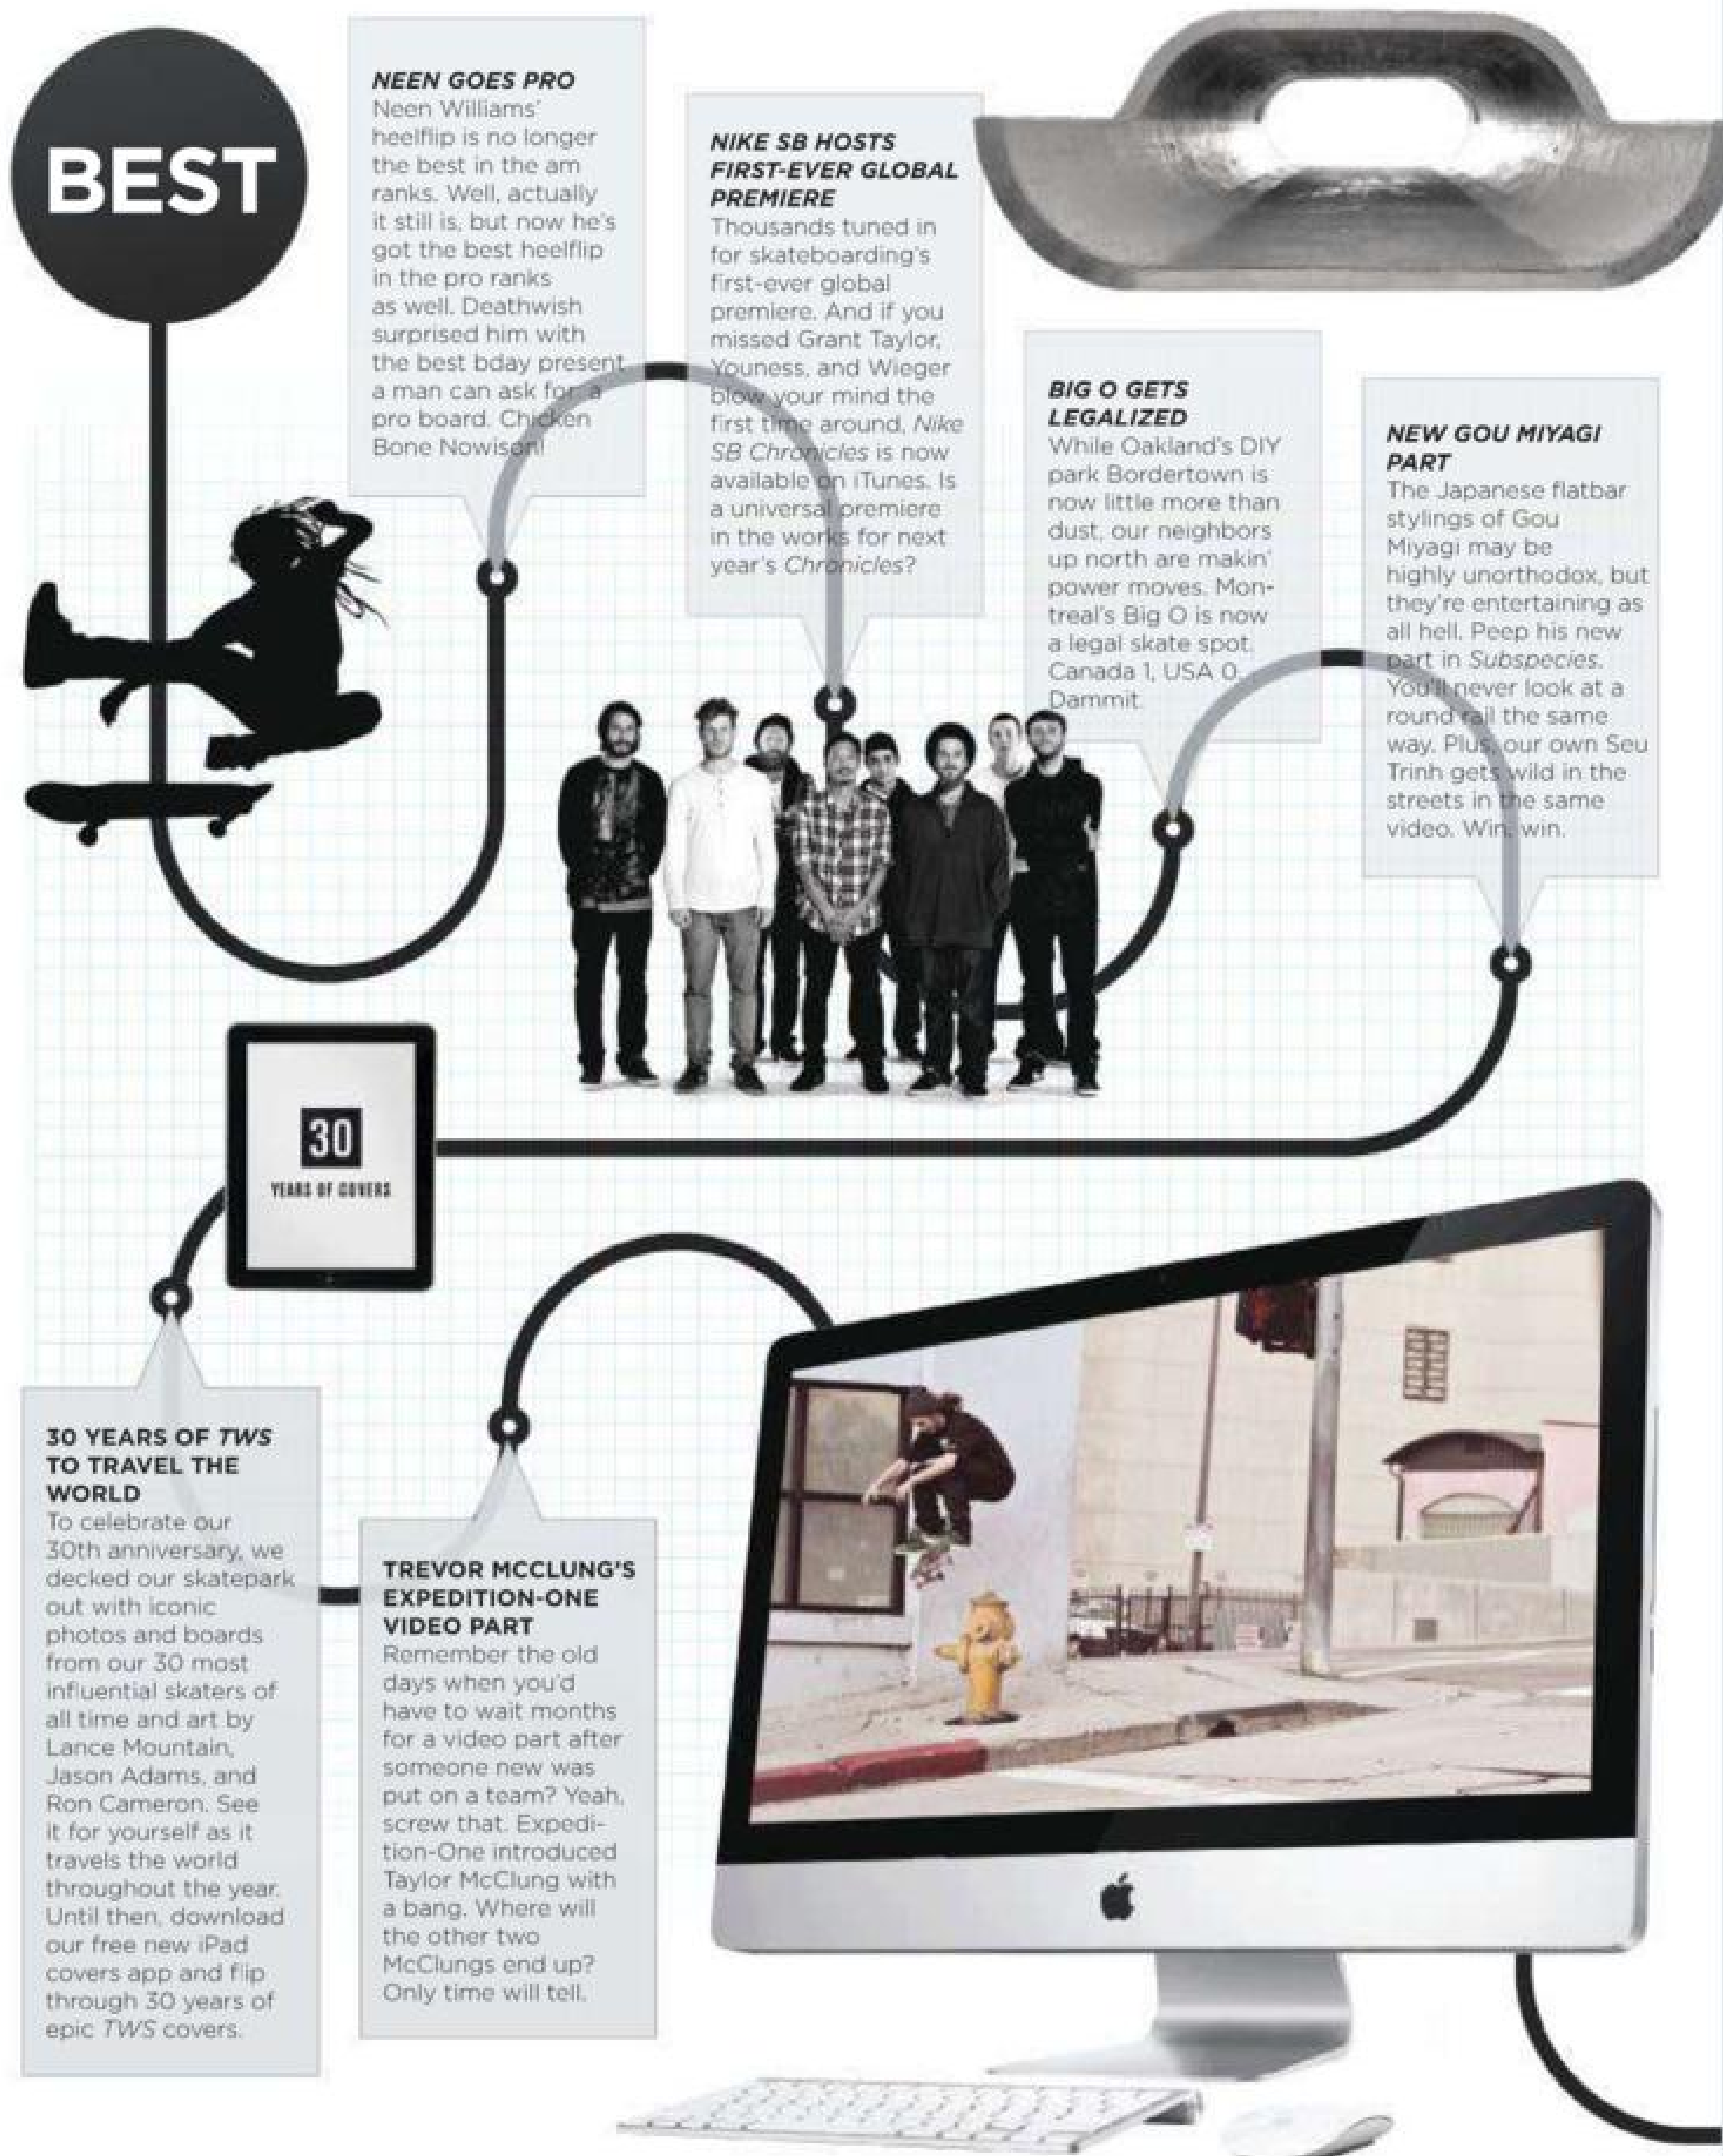 BEST
NEEN GOES PRO
Neen Williams'
heelflip is no longer
the best in the am
ranks. Well, actually
it still is, but now he's
got the best heelflip
in the pro ranks
as well. Deathwish
surprised him with
the best bday present
a man can ask for a
pro board. Chicken
Bone Nowison!
NIKE SB HOSTS
FIRST-EVER GLOBAL
PREMIERE
Thousands tuned in
for skateboarding's
first-ever global
premiere. And if you
missed Grant Taylor,
Youness, and Wieger
blow your mind the
first time around, Nike
SB Chronicles is now
available on iTunes. Is
a universal premiere
in the works for next
year's Chronicles?
BIG O GETS
LEGALIZED
While Oakland's DIY
park Bordertown is
now little more than
dust, our neighbors
up north are makin'
power moves. Mon-
treal's Big O is now
a legal skate spot.
Canada 1, USA 0.
Dammit.
NEW GOU MIYAGI
PART
The Japanese flatbar
stylings of Gou
Miyagi may be
highly unorthodox, but
they're entertaining as
all hell. Peep his new
part in Subspecies.
You'll never look at a
round rail the same
way. Plus, our own Seu
Trinh gets wild in the
streets in the same
video. Win, win.
30
YEARS OF COVERS
30 YEARS OF TWS
TO TRAVEL THE
WORLD
To celebrate our
30th anniversary, we
decked our skatepark
out with iconic
photos and boards
from our 30 most
influential skaters of
all time and art by
Lance Mountain,
Jason Adams, and
Ron Cameron. See
it for yourself as it
travels the world
throughout the year.
Until then, download
our free new iPad
covers app and flip
through 30 years of
epic TWS covers.
TREVOR MCCLUNG'S
EXPEDITION-ONE
VIDEO PART
Remember the old
days when you'd
have to wait months
for a video part after
someone new was
put on a team? Yeah,
screw that. Expedi-
tion-One introduced
Taylor McClung with
a bang. Where will
the other two
McClungs end up?
Only time will tell.